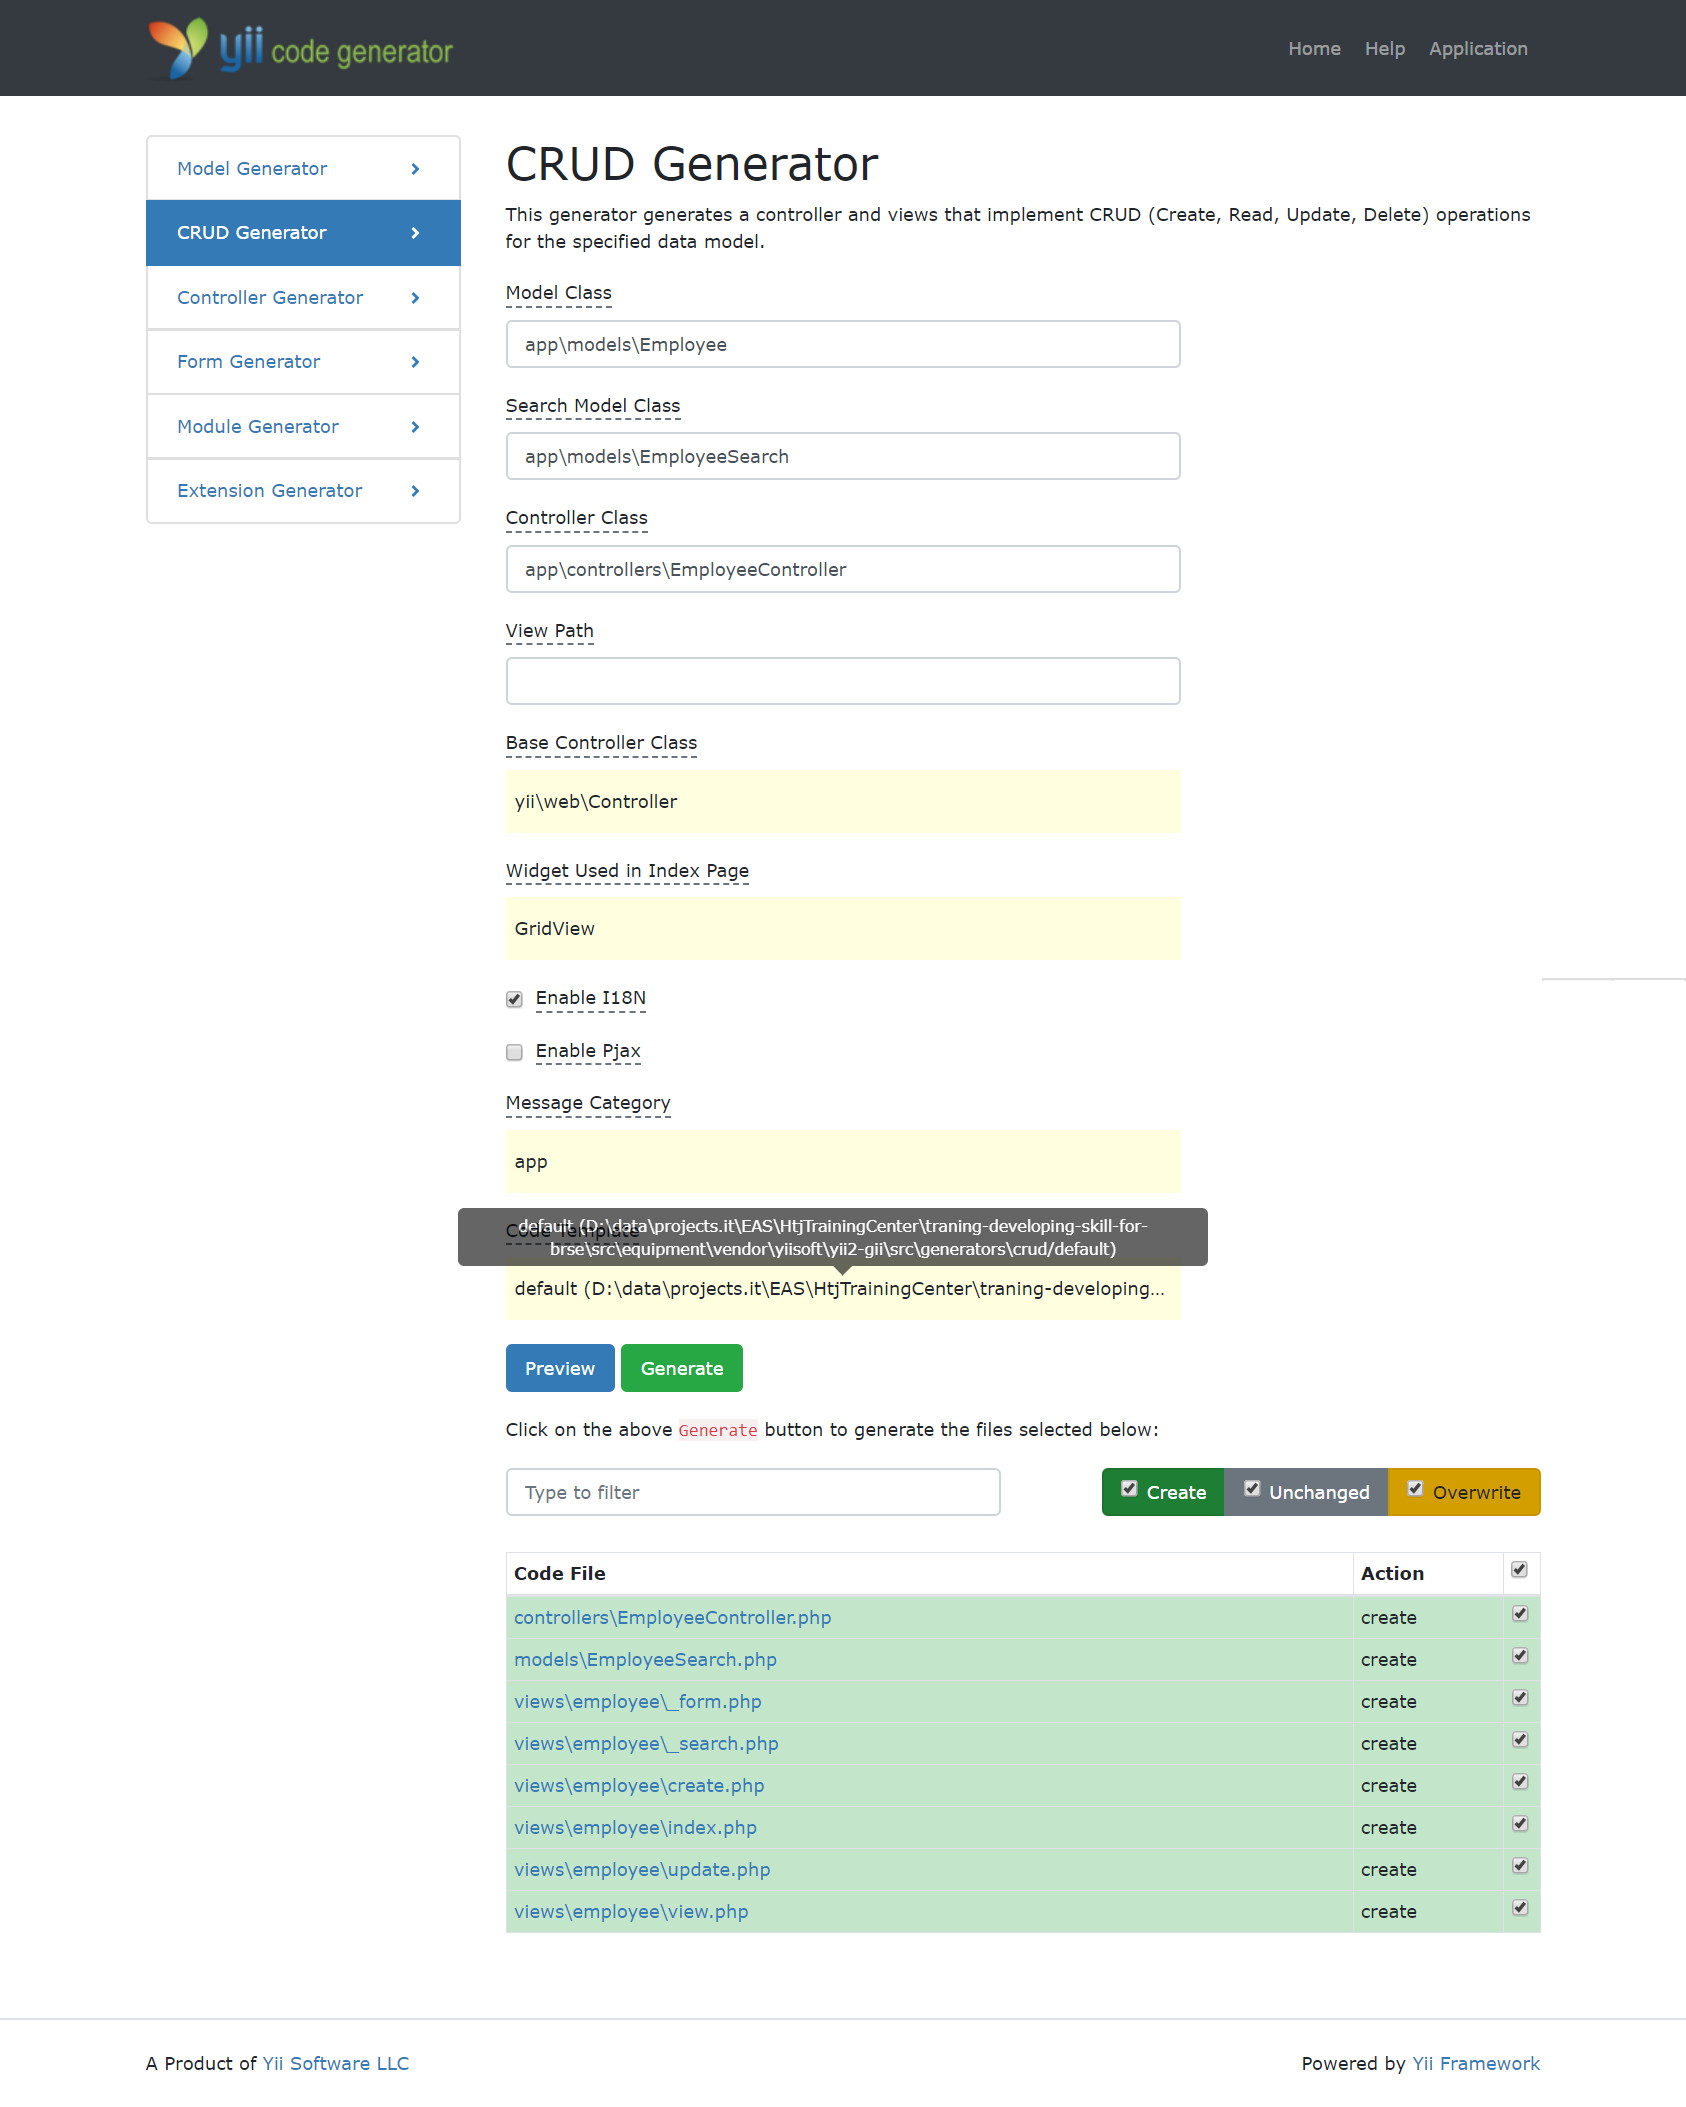 yii code generator
Home Help Application
Model Generator
CRUD Generator
Controller Generator
Form Generator
Module Generator
Extension Generator
CRUD Generator
This generator generates a controller and views that implement CRUD (Create, Read, Update, Delete) operations
for the specified data model.
Model Class
app\models\Employee
Search Model Class
app\models\EmployeeSearch
Controller Class
app\controllers\EmployeeController
View Path
Base Controller Class
yii\web\Controller
Widget Used in Index Page
GridView
Enable I18N
Enable Pjax
Message Category
app
Code Template
default (D:\data\projects.it\EAS\HtjTrainingCenter\traning-developing-skill-for-
brse\src\equipment\vendor\yiisoft\yii2-gii\src\generators\crud/default)
default (D:\data\projects.it\EAS\HtjTrainingCenter\traning-developing...
Preview Generate
Click on the above Generate button to generate the files selected below:
Type to filter Create Unchanged Overwrite
Code File Action
controllers\EmployeeController.php create
models\EmployeeSearch.php create
views\employee\_form.php create
views\employee\_search.php create
views\employee\create.php create
views\employee\index.php create
views\employee\update.php create
views\employee\view.php create
A Product of Yii Software LLC Powered by Yii Framework